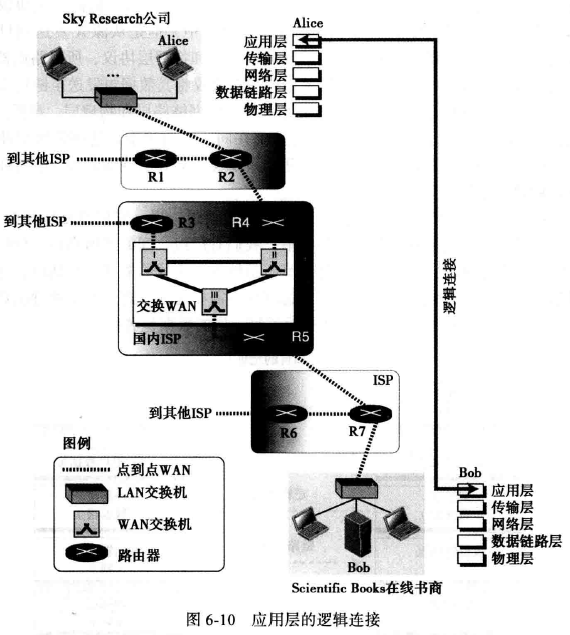 Sky Research公司
Alice
Alice
应用层
传输层
网络层
数据链路层
物理层
...
到其他ISP
R1
R2
到其他ISP
R3
R4
I
II
III
交换WAN
国内ISP
R5
逻辑连接
ISP
到其他ISP
R6
R7
图例
点到点WAN
LAN交换机
WAN交换机
路由器
Bob
应用层
传输层
网络层
数据链路层
物理层
Bob
Scientific Books在线书商
图 6-10 应用层的逻辑连接